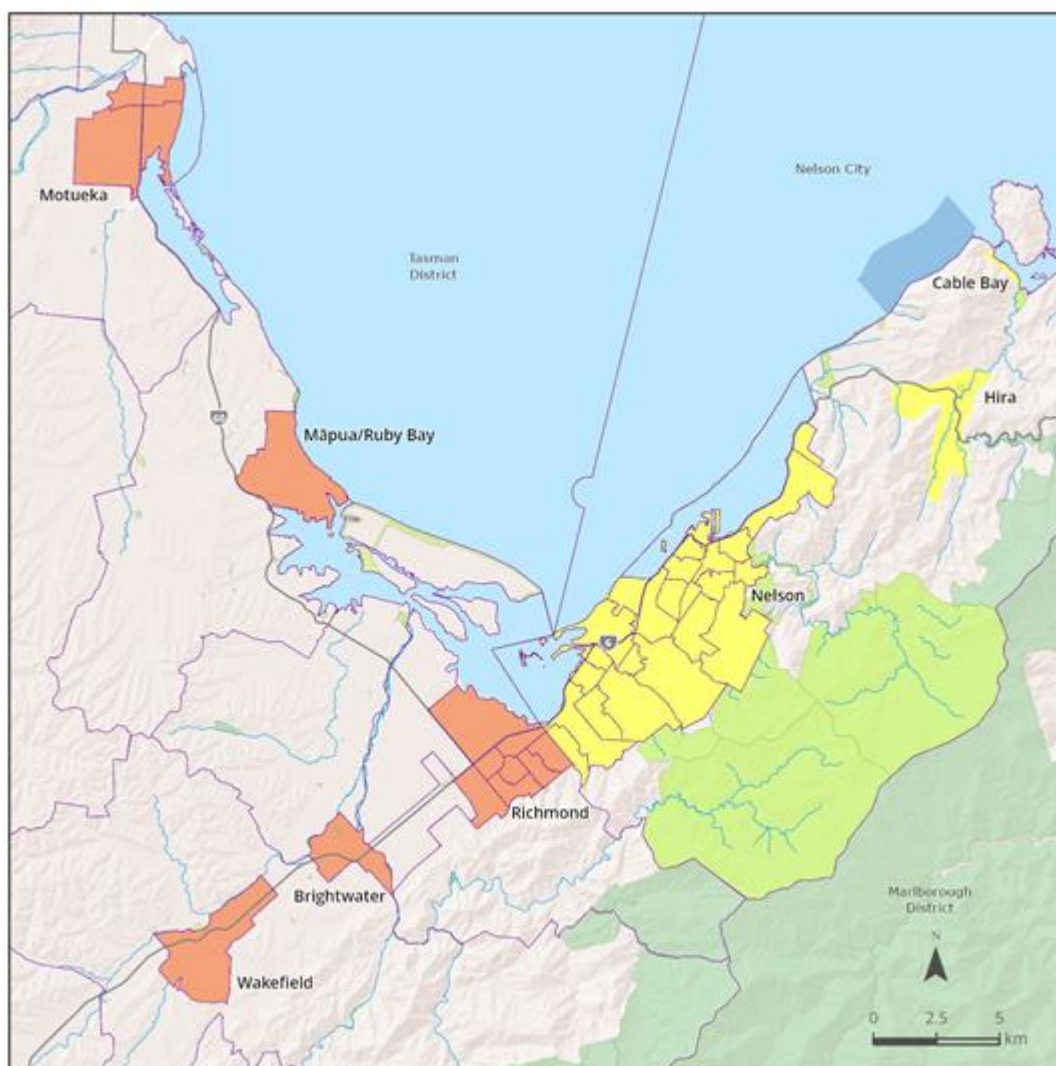 Motueka
Nelson City
Tasman
District
Cable Bay
Hira
60
Māpua/Ruby Bay
Nelson
6
Richmond
Brightwater
Marlborough
District
N
Wakefield
0 2.5 5
km